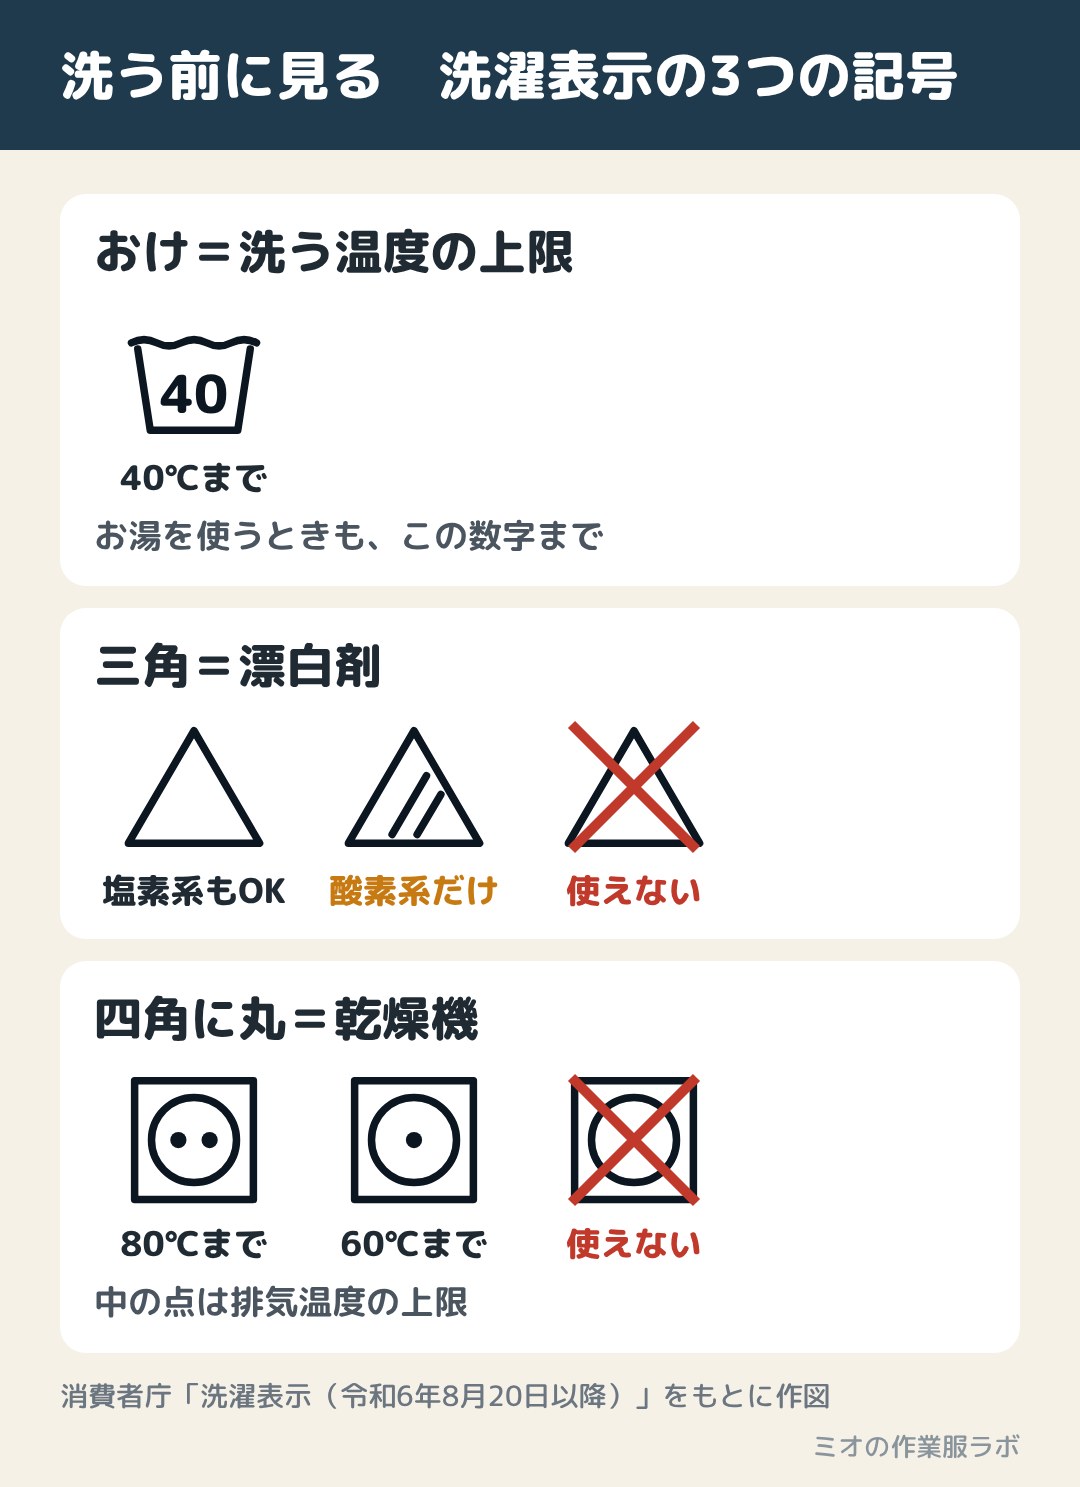 洗う前に見る　洗濯表示の3つの記号
おけ＝洗う温度の上限
40
40℃まで
お湯を使うときも、この数字まで
三角＝漂白剤
塩素系もOK　酸素系だけ　使えない
四角に丸＝乾燥機
80℃まで　60℃まで　使えない
中の点は排気温度の上限
消費者庁「洗濯表示（令和6年8月20日以降）」をもとに作図
ミオの作業服ラボ